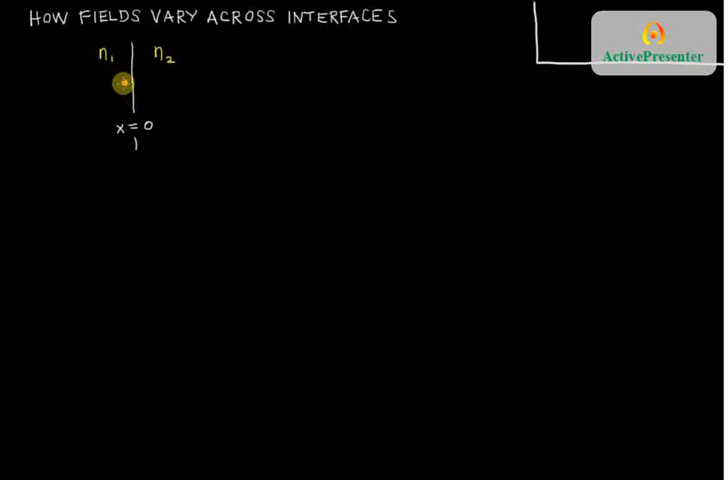 HOW FIELDS VARY ACROSS INTERFACES
ActivePresenter
n₁ n₂
x = 0